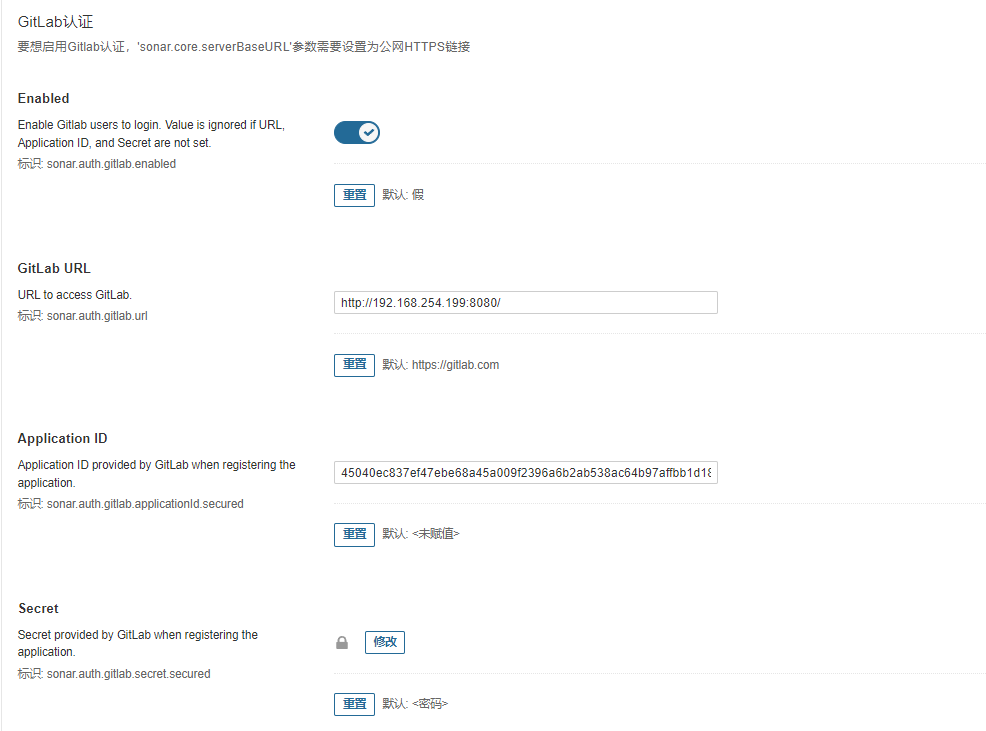 GitLab认证
要想启用Gitlab认证，'sonar.core.serverBaseURL'参数需要设置为公网HTTPS链接
Enabled
Enable Gitlab users to login. Value is ignored if URL,
Application ID, and Secret are not set.
标识: sonar.auth.gitlab.enabled
重置 默认: 假
GitLab URL
URL to access GitLab.
标识: sonar.auth.gitlab.url
http://192.168.254.199:8080/
重置 默认: https://gitlab.com
Application ID
Application ID provided by GitLab when registering the
application.
标识: sonar.auth.gitlab.applicationId.secured
45040ec837ef47ebe68a45a009f2396a6b2ab538ac64b97affbb1d18
重置 默认: <未赋值>
Secret
Secret provided by GitLab when registering the
application.
标识: sonar.auth.gitlab.secret.secured
修改
重置 默认: <密码>